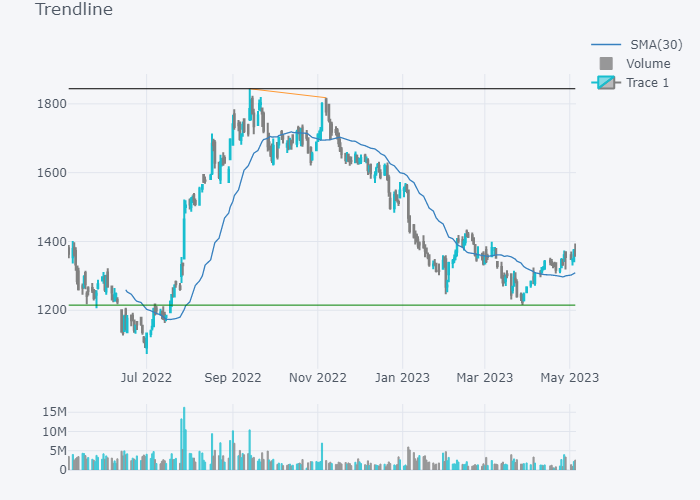 Trendline
SMA(30)
Volume
Trace 1
1800
1600
1400
1200
Jul 2022 Sep 2022 Nov 2022 Jan 2023 Mar 2023 May 2023
15M
10M
5M
0